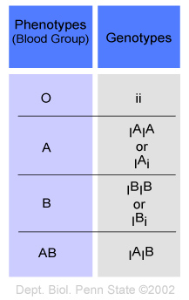 Phenotypes
(Blood Group)
Genotypes
O
ii
A
IAIA
or
IAi
B
IBIB
or
IBi
AB
IAIB
Dept. Biol. Penn State ©2002